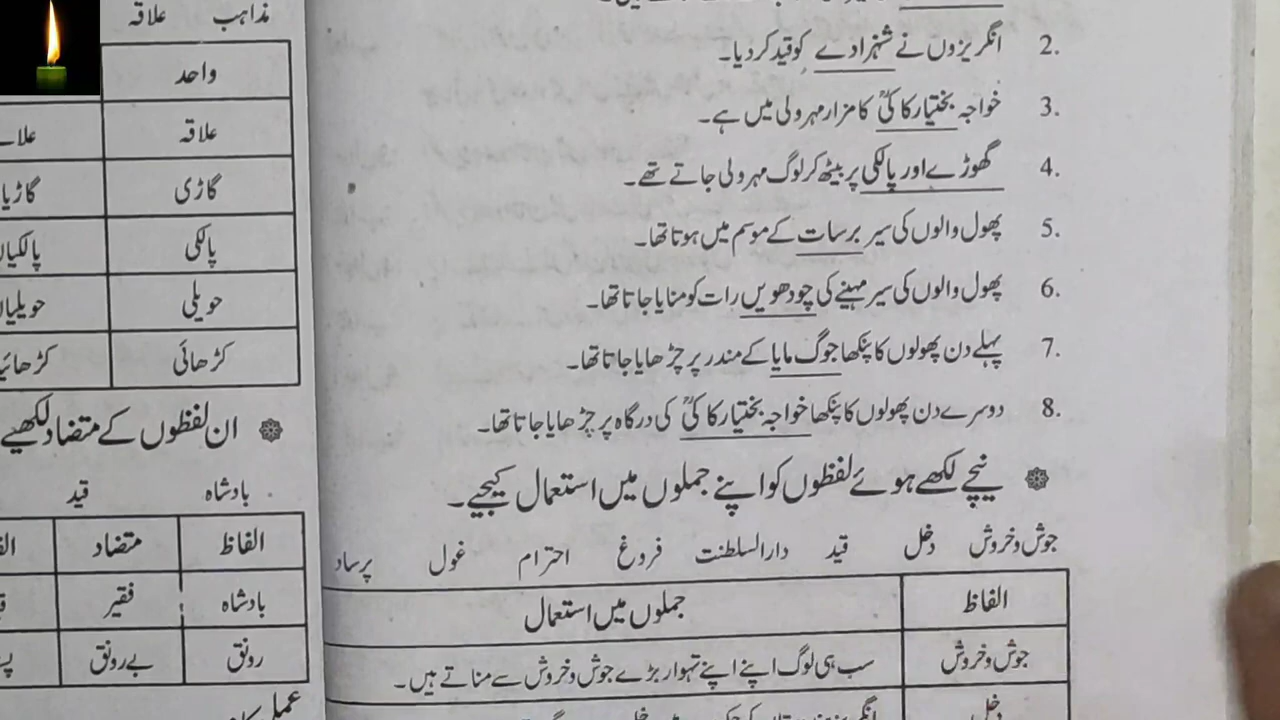 2. انگریزوں نے شہزادے کو قید کر دیا۔
3. خواجہ بختیار کاکیؒ کا مزار مہرولی میں ہے۔
4. گھوڑے اور پالکی پر بیٹھ کر لوگ مہرولی جاتے تھے۔
5. پھول والوں کی سیر برسات کے موسم میں ہوتا تھا۔
6. پھول والوں کی سیر مہینے کی چودھویں رات کو منایا جاتا تھا۔
7. پہلے دن پھولوں کا پنکھا جوگ مایا کے مندر پر چڑھایا جاتا تھا۔
8. دوسرے دن پھولوں کا پنکھا خواجہ بختیار کاکیؒ کی درگاہ پر چڑھایا جاتا تھا۔
نیچے لکھے ہوئے لفظوں کو اپنے جملوں میں استعمال کیجیے۔
جوش و خروش دخل قید دارالسلطنت فروغ احترام غول پرساد
الفاظ جملوں میں استعمال
جوش و خروش سب ہی لوگ اپنے اپنے تہوار بڑے جوش و خروش سے مناتے ہیں۔
دخل
مذاہب علاقہ
واحد
علاقہ
گاڑی
پالکی
حویلی
کڑھائی
ان لفظوں کے متضاد لکھیے
بادشاہ قید
الفاظ متضاد
بادشاہ فقیر
رونق بے رونق